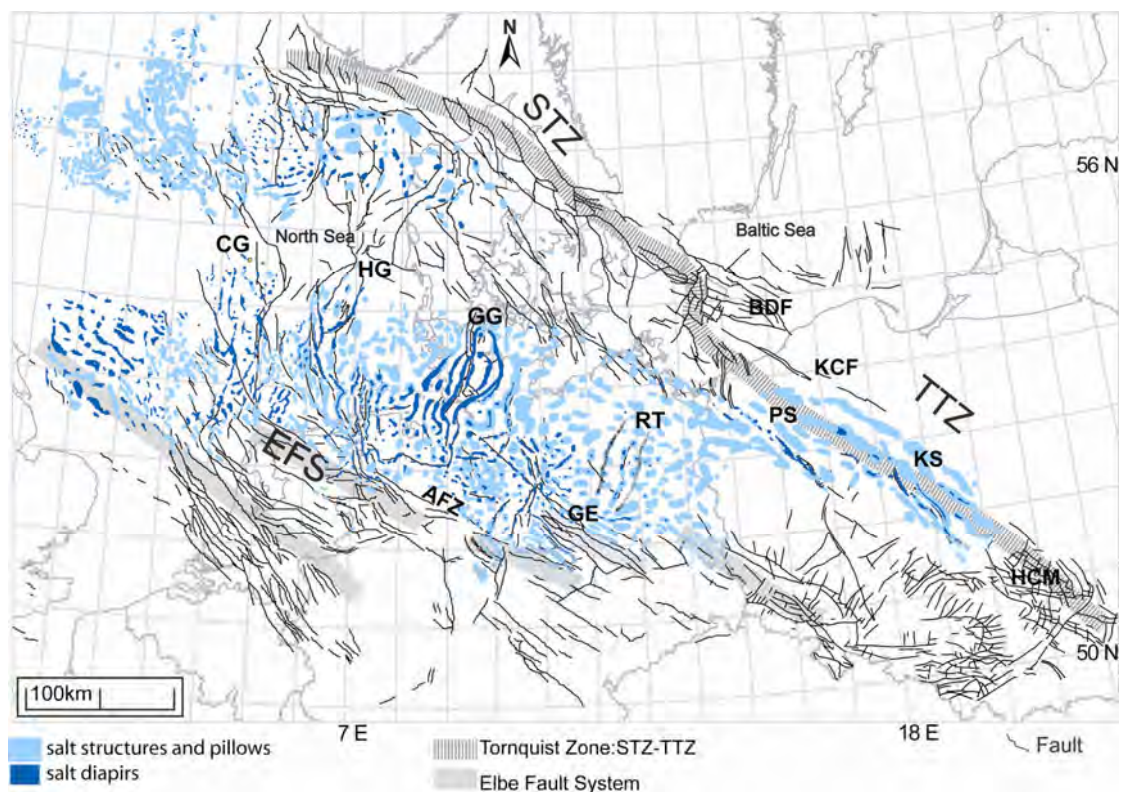 N
STZ
56 N
North Sea
Baltic Sea
CG
HG
BDF
GG
KCF
TTZ
PS
RT
KS
EFS
AFZ
GE
HCM
50 N
100km
7 E
18 E
salt structures and pillows
Tornquist Zone:STZ-TTZ
Fault
salt diapirs
Elbe Fault System